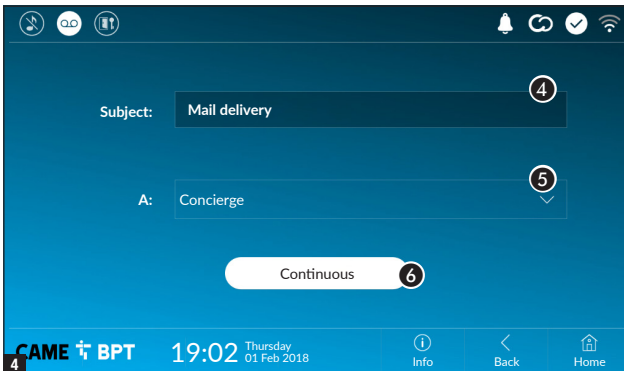 4
Subject: Mail delivery
5
A: Concierge
Continuous 6
CAME BPT 19:02 Thursday
01 Feb 2018
Info Back Home
4